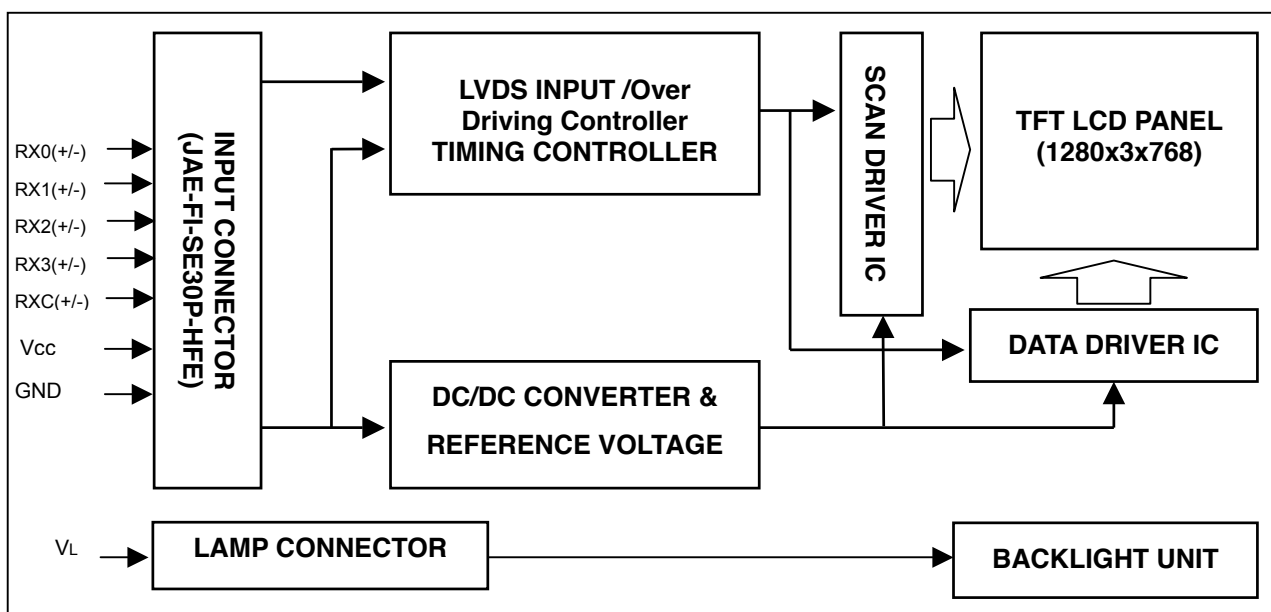 RX0(+/-)
RX1(+/-)
RX2(+/-)
RX3(+/-)
RXC(+/-)
Vcc
GND
INPUT CONNECTOR
(JAE-FI-SE30P-HFE)
LVDS INPUT /Over
Driving Controller
TIMING CONTROLLER
SCAN DRIVER IC
TFT LCD PANEL
(1280x3x768)
DATA DRIVER IC
DC/DC CONVERTER &
REFERENCE VOLTAGE
VL
LAMP CONNECTOR
BACKLIGHT UNIT